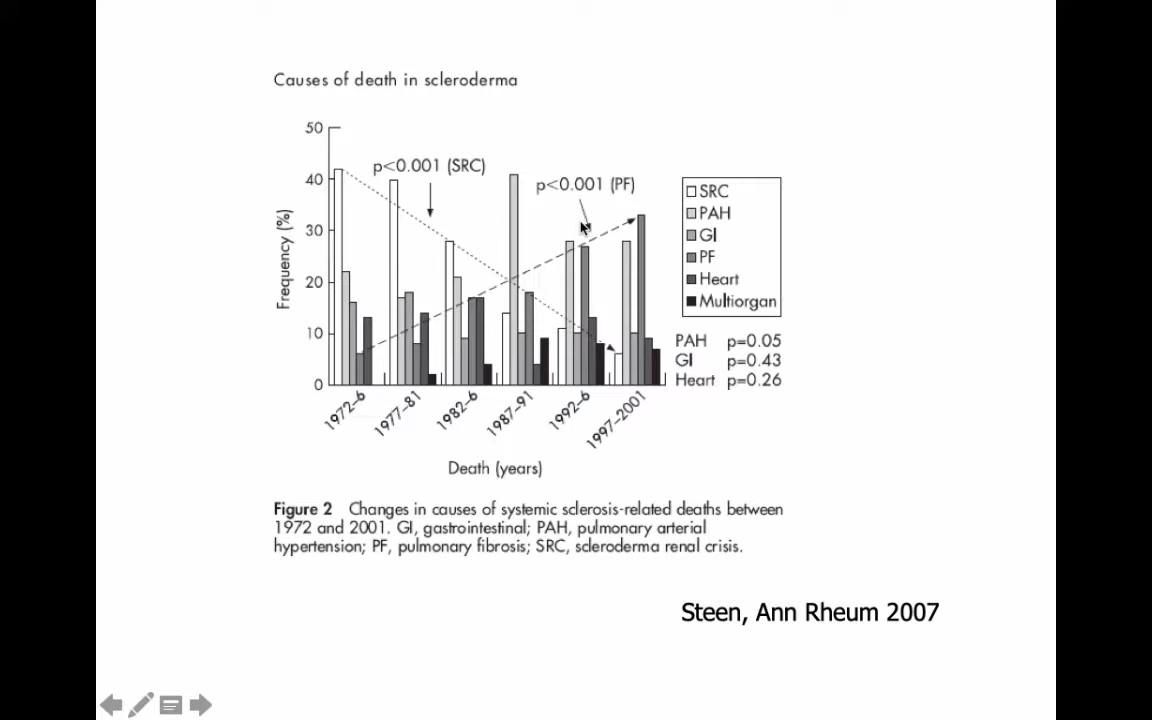 Causes of death in scleroderma
50
40
30
20
10
0
Frequency (%)
p<0.001 (SRC)
p<0.001 (PF)
SRC
PAH
GI
PF
Heart
Multiorgan
PAH p=0.05
GI p=0.43
Heart p=0.26
1972–6
1977–81
1982–6
1987–91
1992–6
1997–2001
Death (years)
Figure 2 Changes in causes of systemic sclerosis-related deaths between
1972 and 2001. GI, gastrointestinal; PAH, pulmonary arterial
hypertension; PF, pulmonary fibrosis; SRC, scleroderma renal crisis.
Steen, Ann Rheum 2007